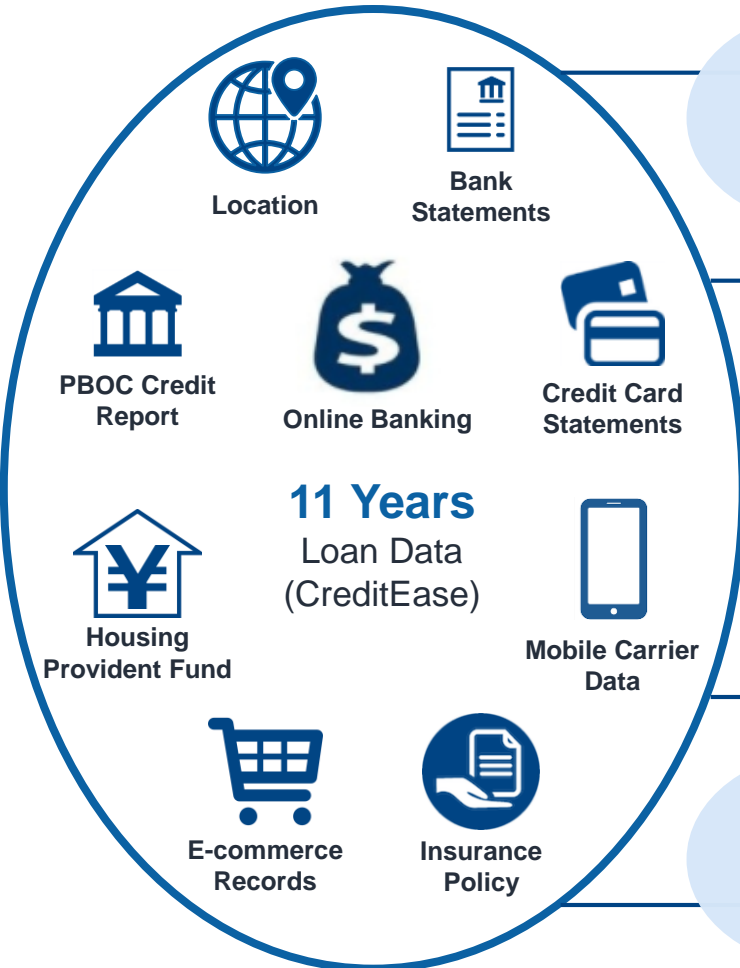 Location
Bank
Statements
PBOC Credit
Report
$
Online Banking
Credit Card
Statements
11 Years
Loan Data
(CreditEase)
¥
Housing
Provident Fund
Mobile Carrier
Data
E-commerce
Records
Insurance
Policy